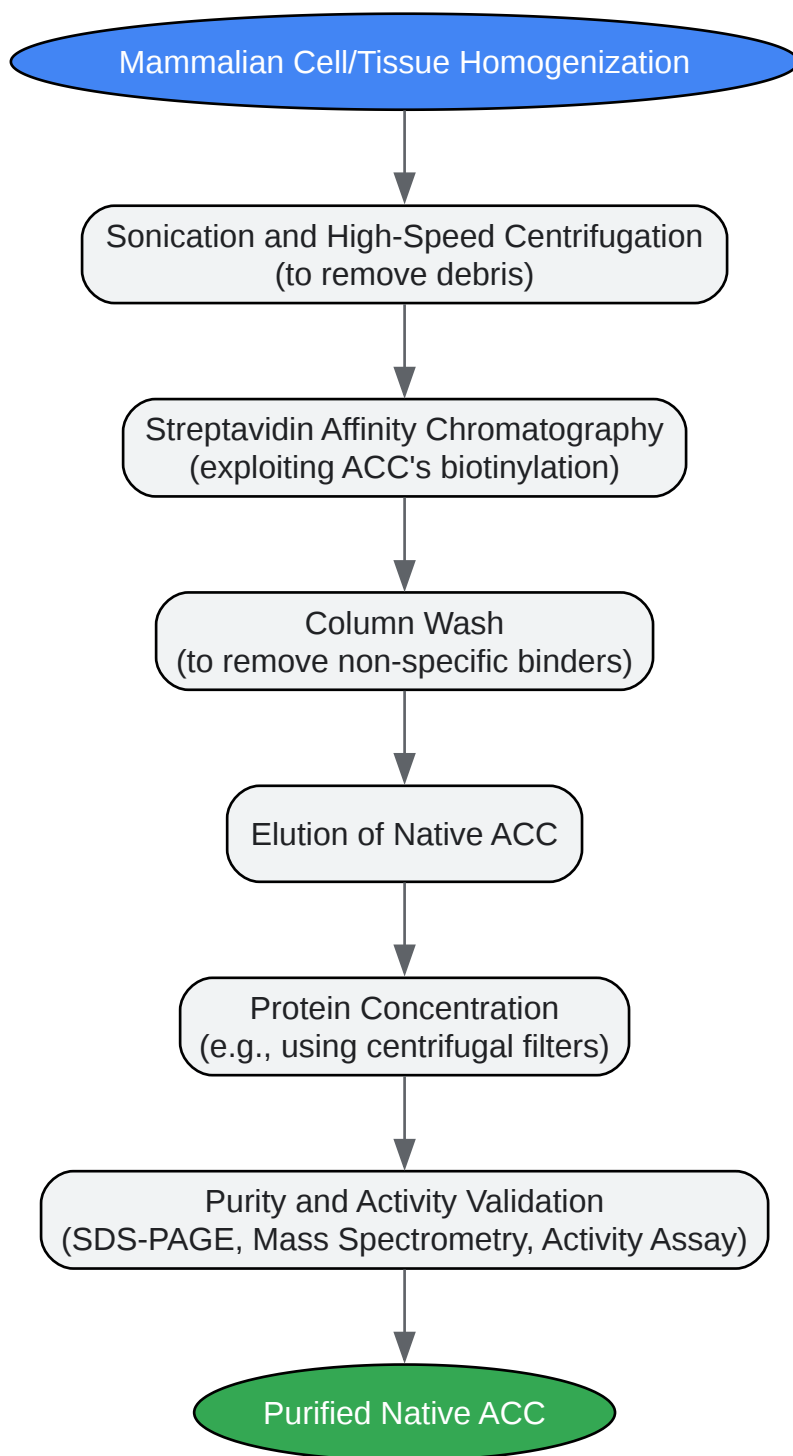 Mammalian Cell/Tissue Homogenization
Sonication and High-Speed Centrifugation
(to remove debris)
Streptavidin Affinity Chromatography
(exploiting ACC's biotinylation)
Column Wash
(to remove non-specific binders)
Elution of Native ACC
Protein Concentration
(e.g., using centrifugal filters)
Purity and Activity Validation
(SDS-PAGE, Mass Spectrometry, Activity Assay)
Purified Native ACC